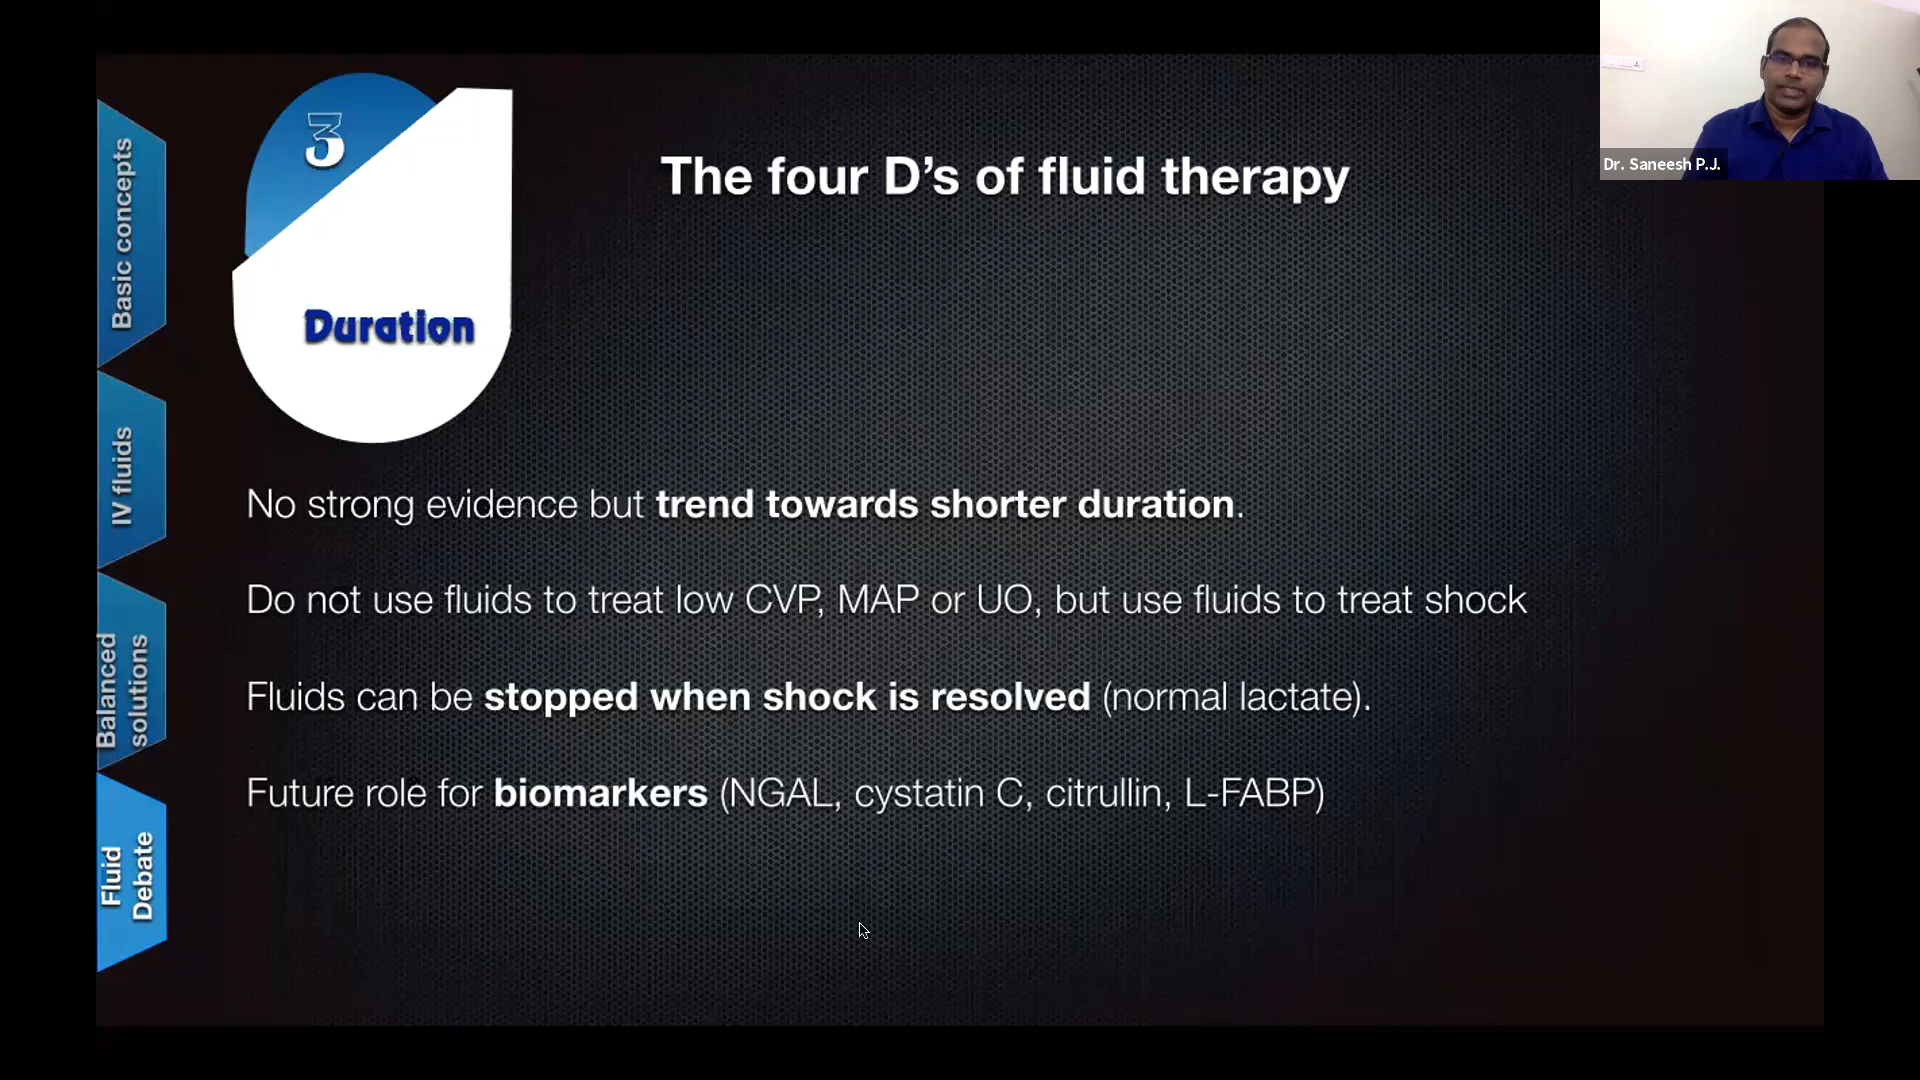 Dr. Saneesh P.J.
The four D’s of fluid therapy
3
Duration
Basic concepts
IV fluids
Balanced
solutions
Fluid
Debate
No strong evidence but trend towards shorter duration.
Do not use fluids to treat low CVP, MAP or UO, but use fluids to treat shock
Fluids can be stopped when shock is resolved (normal lactate).
Future role for biomarkers (NGAL, cystatin C, citrullin, L-FABP)